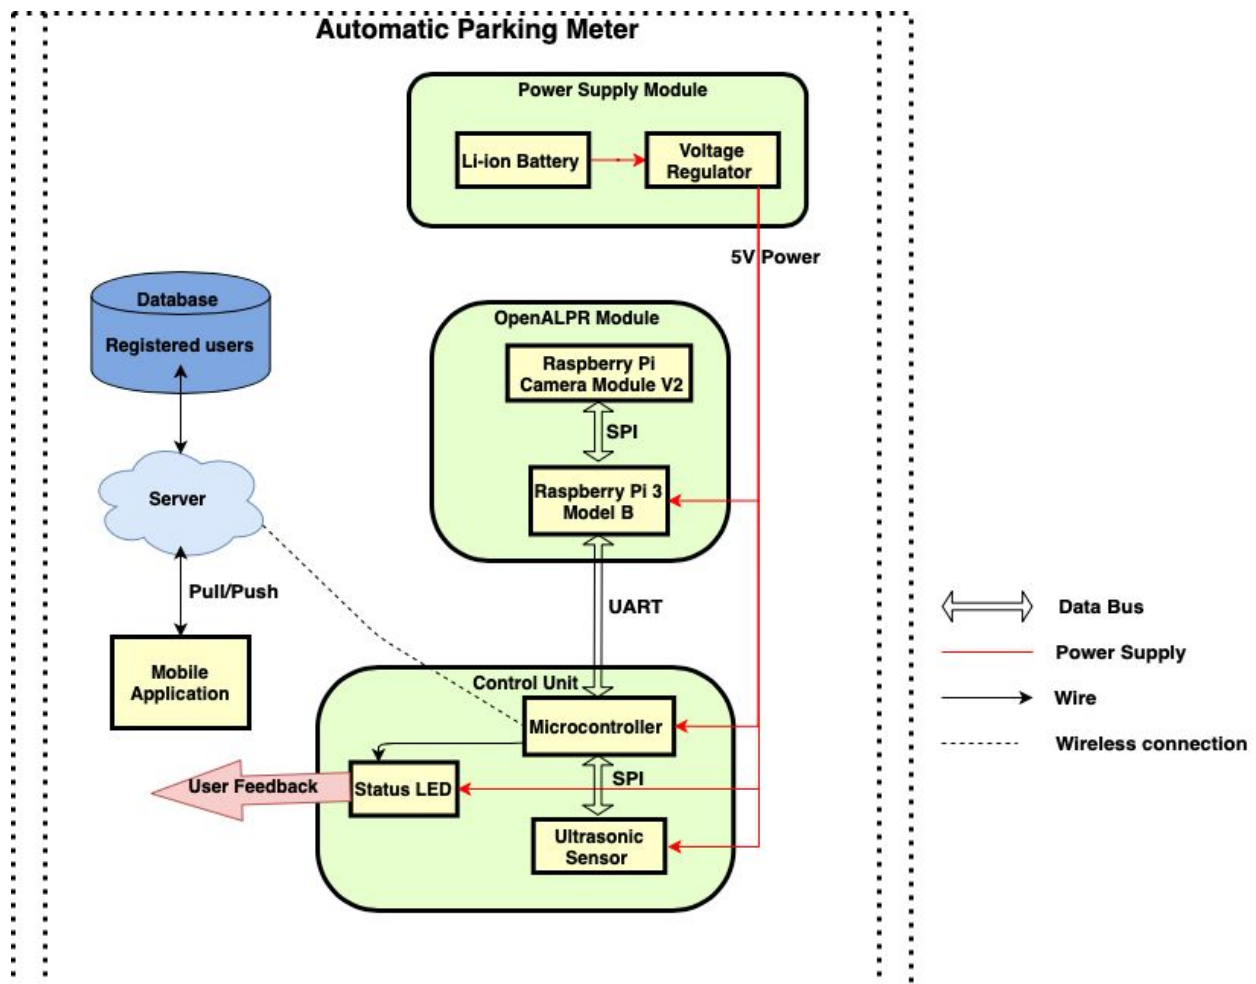 Automatic Parking Meter
Power Supply Module
Li-ion Battery
Voltage
Regulator
5V Power
Database
Registered users
OpenALPR Module
Raspberry Pi
Camera Module V2
SPI
Server
Raspberry Pi 3
Model B
Pull/Push
UART
Data Bus
Power Supply
Wire
Wireless connection
Mobile
Application
Control Unit
Microcontroller
User Feedback
Status LED
SPI
Ultrasonic
Sensor